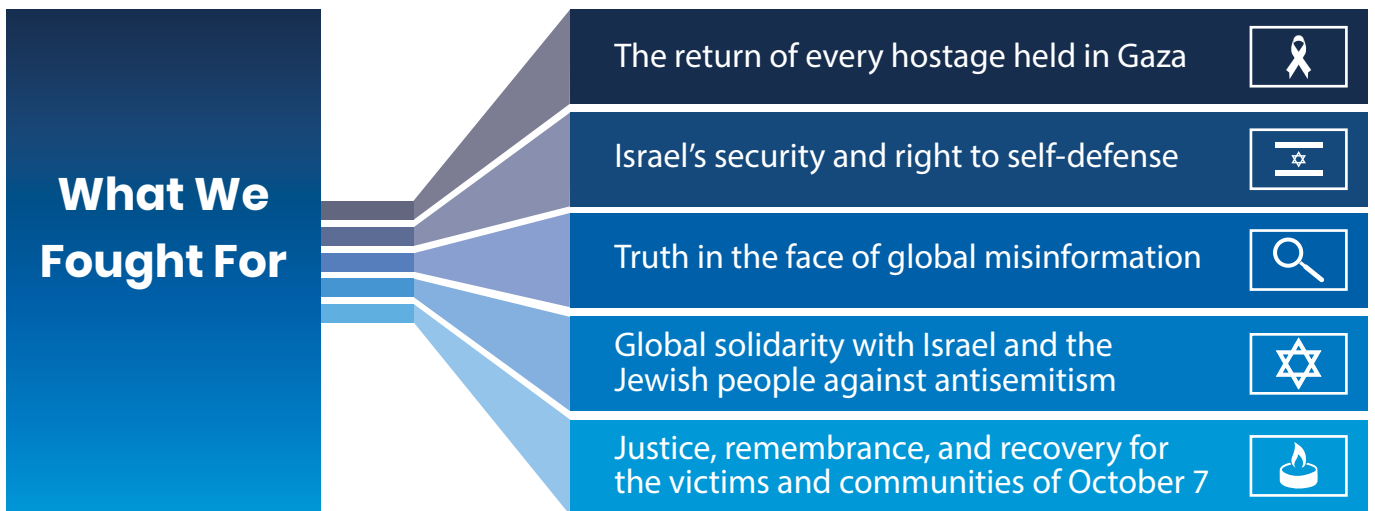 What We
Fought For
The return of every hostage held in Gaza
Israel’s security and right to self-defense
Truth in the face of global misinformation
Global solidarity with Israel and the
Jewish people against antisemitism
Justice, remembrance, and recovery for
the victims and communities of October 7